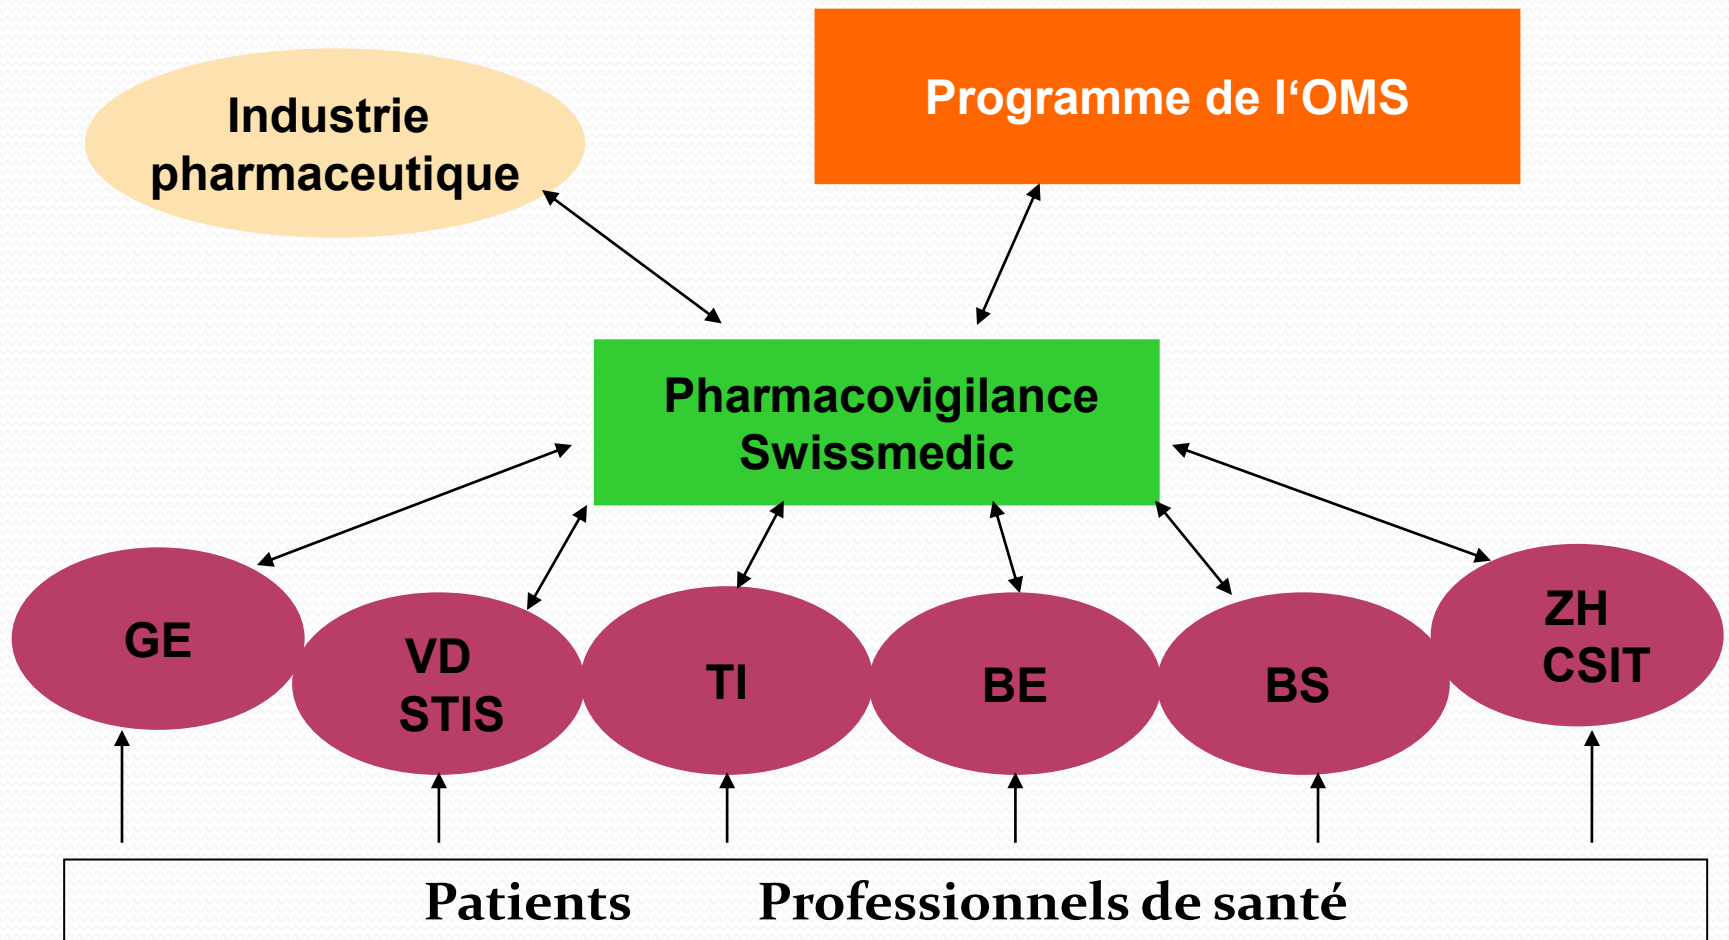 Industrie
pharmaceutique
Programme de l‘OMS
Pharmacovigilance
Swissmedic
GE
VD
STIS
TI
BE
BS
ZH
CSIT
Patients Professionnels de santé